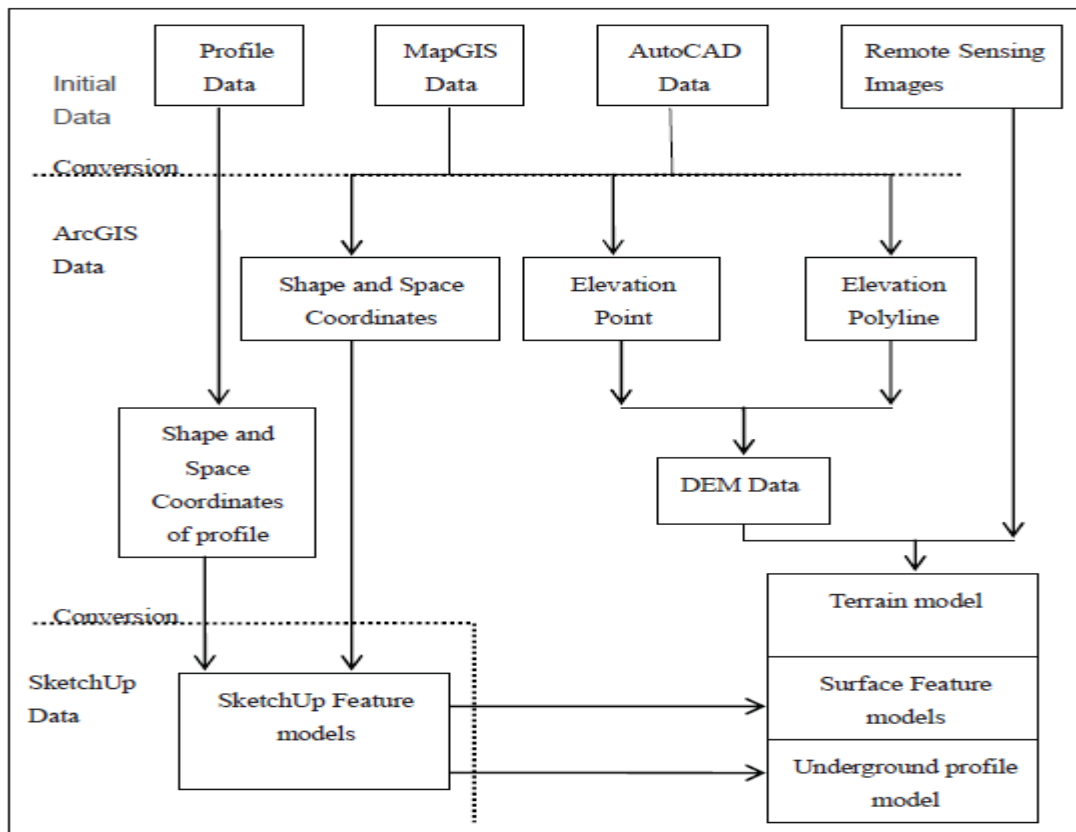 Profile
Data
MapGIS
Data
AutoCAD
Data
Remote Sensing
Images
Initial
Data
Conversion
ArcGIS
Data
Shape and Space
Coordinates
Elevation
Point
Elevation
Polyline
Shape and
Space
Coordinates
of profile
DEM Data
Conversion
Terrain model
SketchUp
Data
SketchUp Feature
models
Surface Feature
models
Underground profile
model